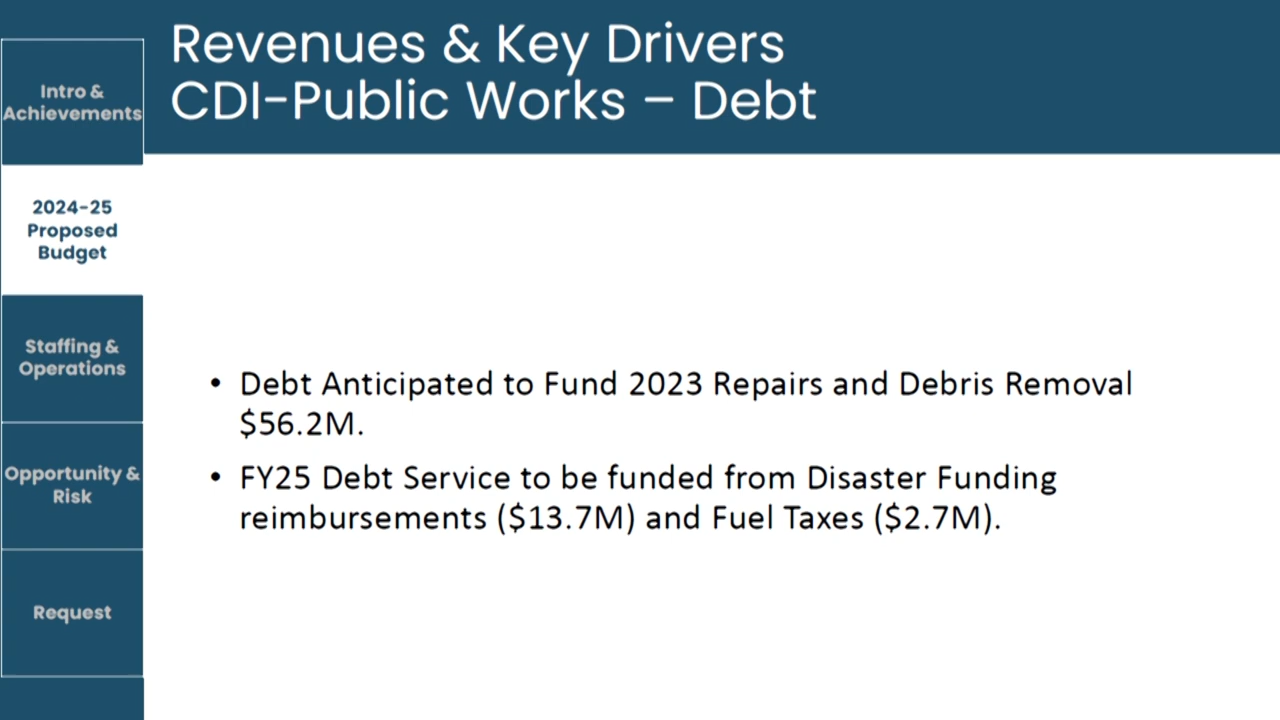 Revenues & Key Drivers
CDI-Public Works – Debt
Intro &
Achievements
2024-25
Proposed
Budget
Staffing &
Operations
Opportunity &
Risk
Request
• Debt Anticipated to Fund 2023 Repairs and Debris Removal
$56.2M.
• FY25 Debt Service to be funded from Disaster Funding
reimbursements ($13.7M) and Fuel Taxes ($2.7M).